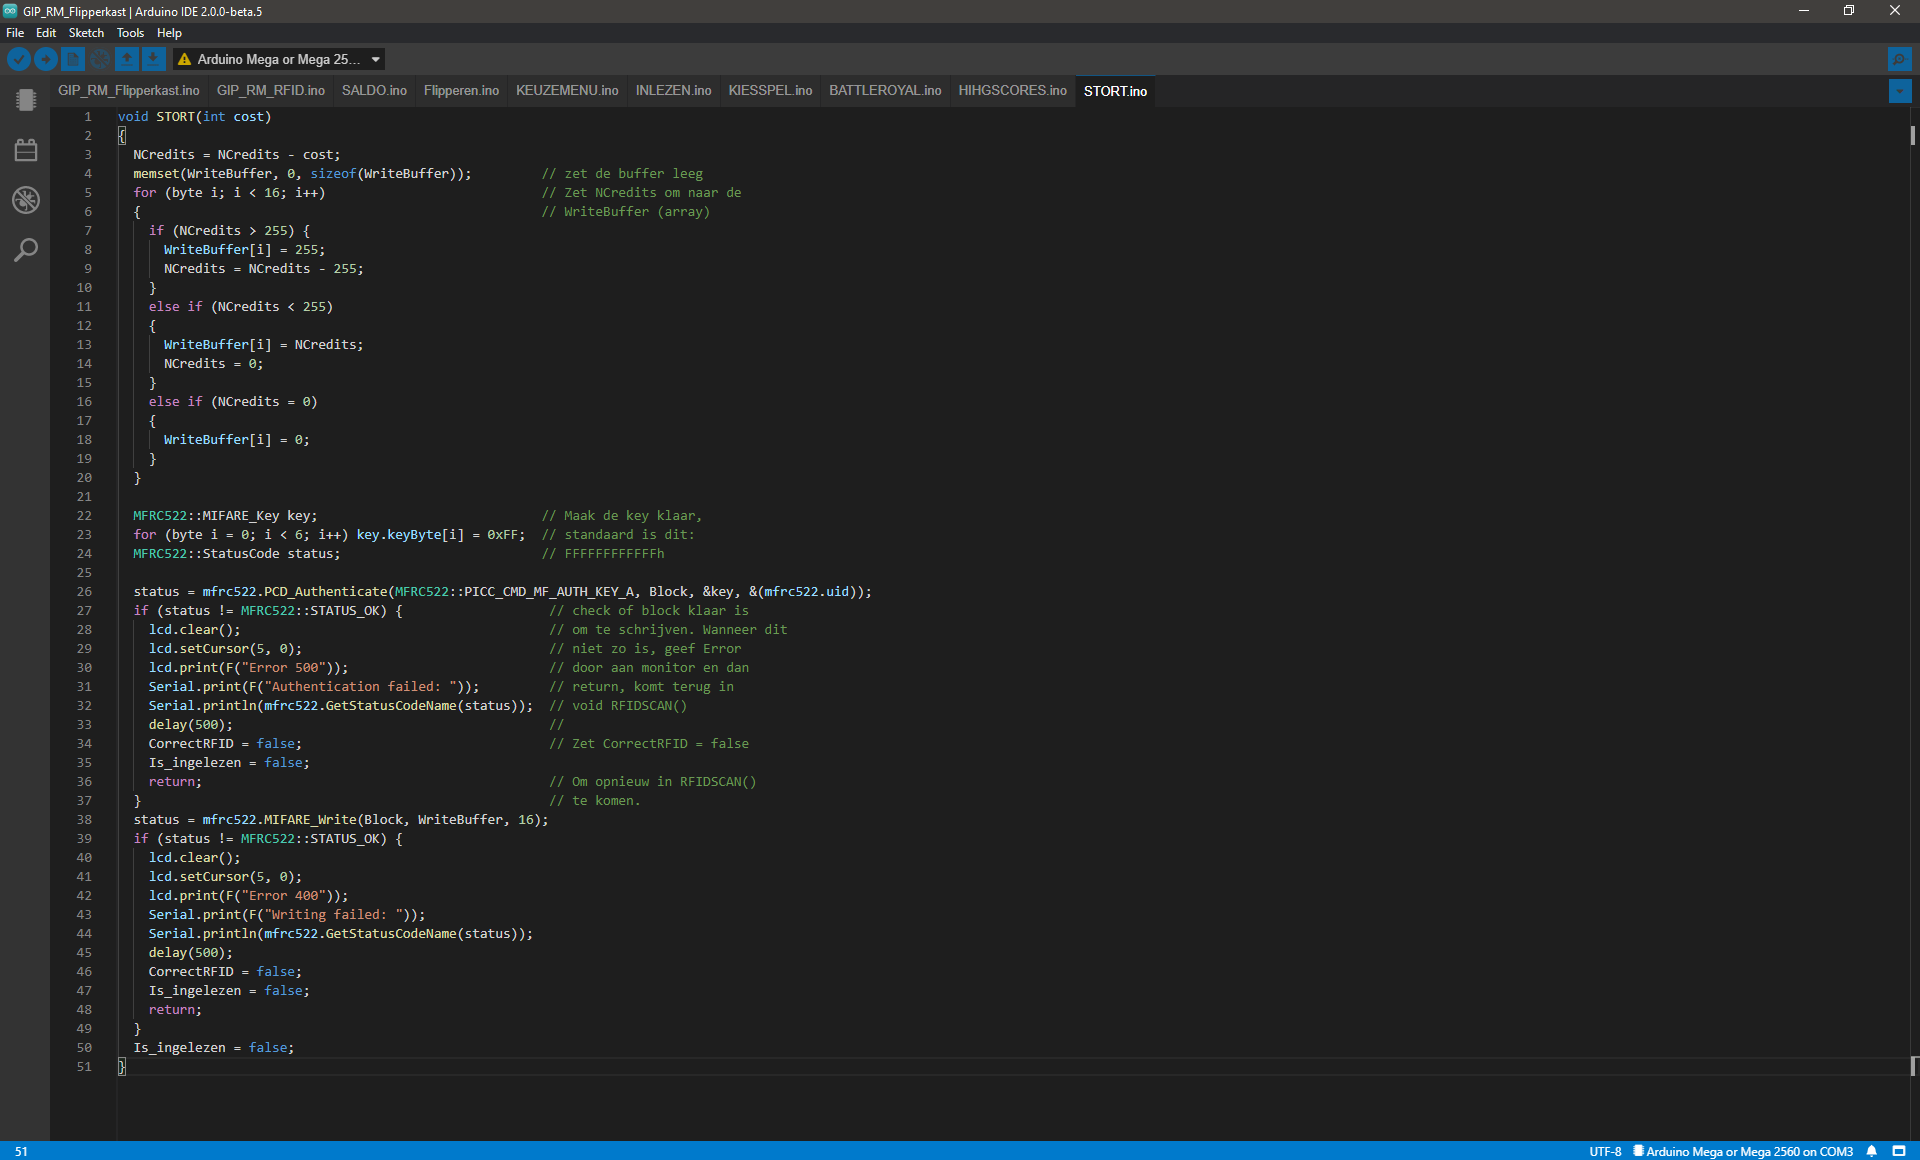 GIP_RM_Flipperkast | Arduino IDE 2.0.0-beta.5
File Edit Sketch Tools Help
Arduino Mega or Mega 25...
GIP_RM_Flipperkast.ino GIP_RM_RFID.ino SALDO.ino Flipperen.ino KEUZEMENU.ino INLEZEN.ino KIESSPEL.ino BATTLEROYAL.ino HIHGSCORES.ino STORT.ino
1 void STORT(int cost)
2 {
3 NCredits = NCredits - cost;
4 memset(WriteBuffer, 0, sizeof(WriteBuffer)); // zet de buffer leeg
5 for (byte i; i < 16; i++) // Zet NCredits om naar de
6 { // WriteBuffer (array)
7 if (NCredits > 255) {
8 WriteBuffer[i] = 255;
9 NCredits = NCredits - 255;
10 }
11 else if (NCredits < 255)
12 {
13 WriteBuffer[i] = NCredits;
14 NCredits = 0;
15 }
16 else if (NCredits = 0)
17 {
18 WriteBuffer[i] = 0;
19 }
20 }
21
22 MFRC522::MIFARE_Key key; // Maak de key klaar,
23 for (byte i = 0; i < 6; i++) key.keyByte[i] = 0xFF; // standaard is dit:
24 MFRC522::StatusCode status; // FFFFFFFFFFFFh
25
26 status = mfrc522.PCD_Authenticate(MFRC522::PICC_CMD_MF_AUTH_KEY_A, Block, &key, &(mfrc522.uid));
27 if (status != MFRC522::STATUS_OK) { // check of block klaar is
28 lcd.clear(); // om te schrijven. Wanneer dit
29 lcd.setCursor(5, 0); // niet zo is, geef Error
30 lcd.print(F("Error 500")); // door aan monitor en dan
31 Serial.print(F("Authentication failed: ")); // return, komt terug in
32 Serial.println(mfrc522.GetStatusCodeName(status)); // void RFIDSCAN()
33 delay(500); //
34 CorrectRFID = false; // Zet CorrectRFID = false
35 Is_ingelezen = false;
36 return; // Om opnieuw in RFIDSCAN()
37 } // te komen.
38 status = mfrc522.MIFARE_Write(Block, WriteBuffer, 16);
39 if (status != MFRC522::STATUS_OK) {
40 lcd.clear();
41 lcd.setCursor(5, 0);
42 lcd.print(F("Error 400"));
43 Serial.print(F("Writing failed: "));
44 Serial.println(mfrc522.GetStatusCodeName(status));
45 delay(500);
46 CorrectRFID = false;
47 Is_ingelezen = false;
48 return;
49 }
50 Is_ingelezen = false;
51 }
51 UTF-8 Arduino Mega or Mega 2560 on COM3